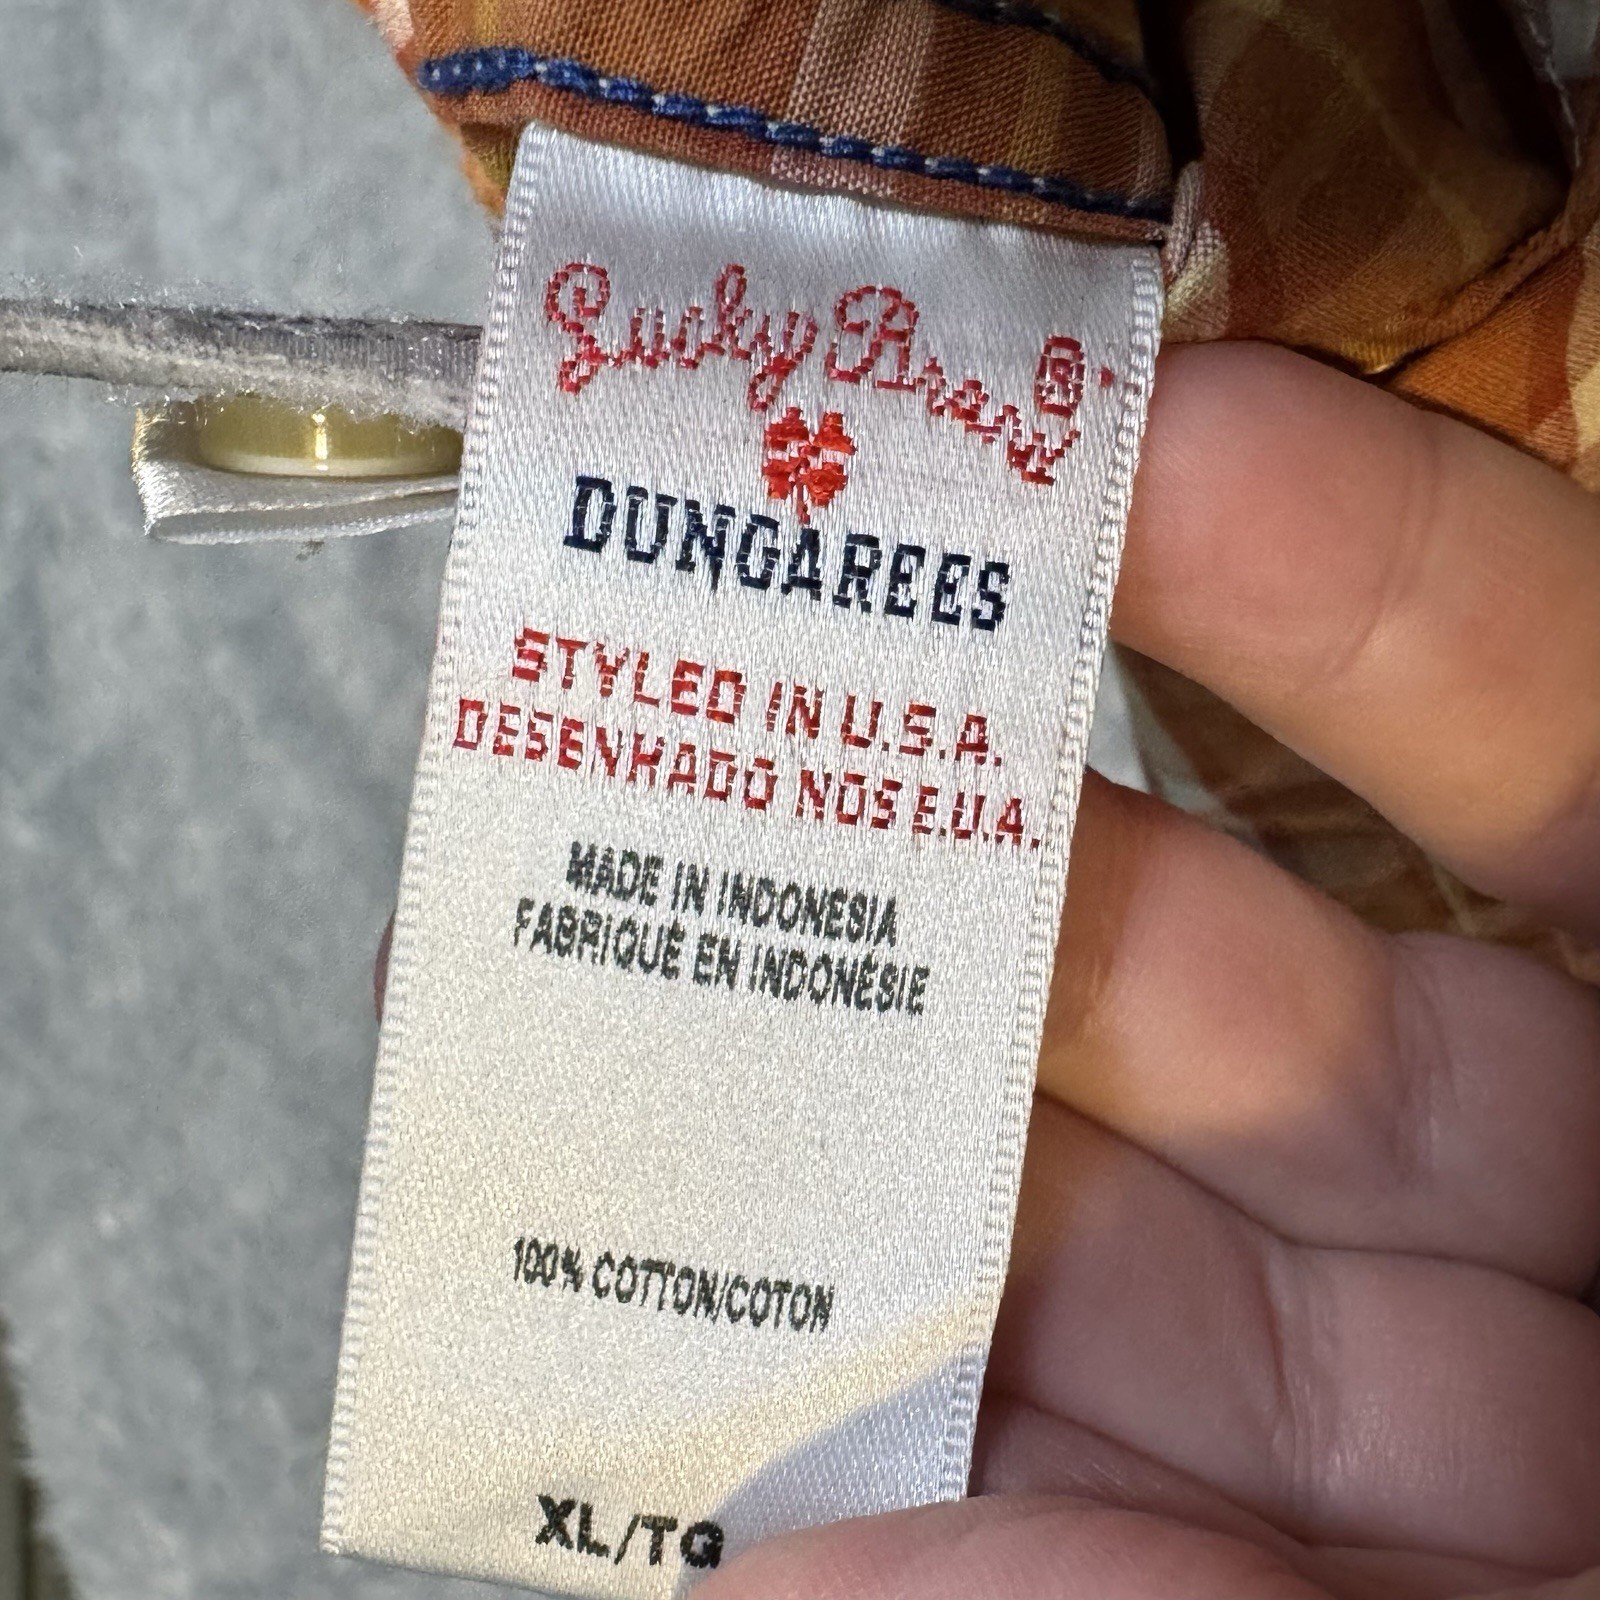 Lucky Brand®
DUNGAREES
STYLED IN U.S.A.
DESENHADO NOS E.U.A.
MADE IN INDONESIA
FABRIQUÉ EN INDONÉSIE
100% COTTON/COTON
XL/TG